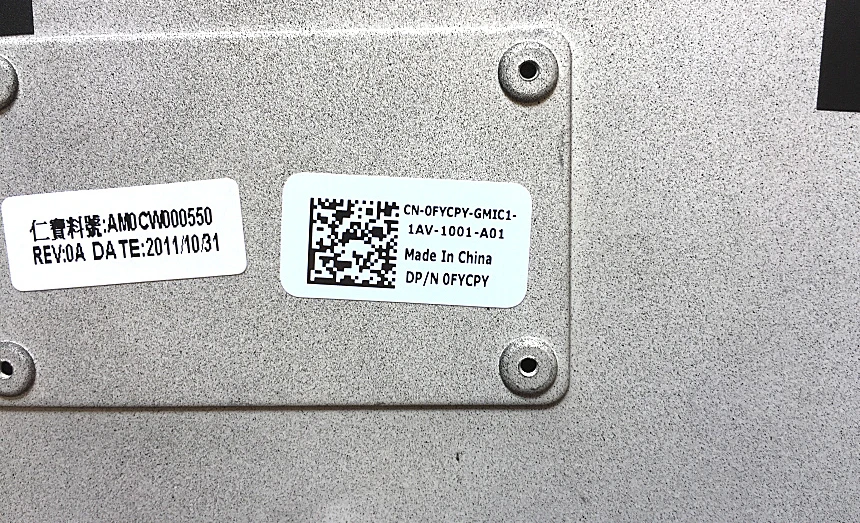 仁寶料號:AM0CW000550
REV:0A DATE:2011/10/31
CN-0FYCPY-GMIC1-
1AV-1001-A01
Made In China
DP/N 0FYCPY